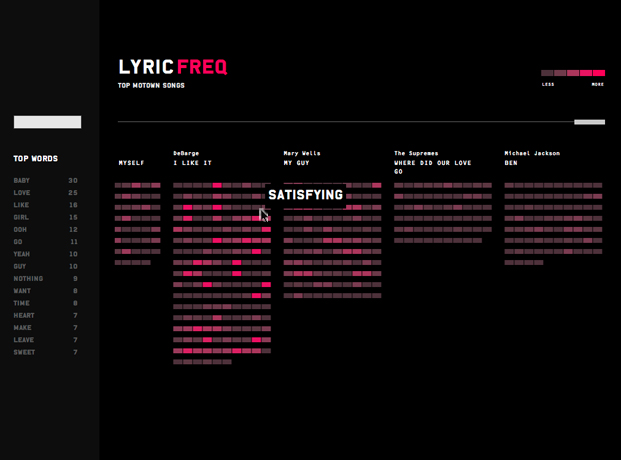 LYRIC FREQ
TOP MOTOWN SONGS
LESS MORE
TOP WORDS
BABY 30
LOVE 25
LIKE 16
GIRL 15
OOH 12
GO 11
YEAH 10
GUY 10
NOTHING 9
WANT 8
TIME 8
HEART 7
MAKE 7
LEAVE 7
SWEET 7
MYSELF
DeBarge
I LIKE IT
Mary Wells
MY GUY
The Supremes
WHERE DID OUR LOVE
GO
Michael Jackson
BEN
SATISFYING